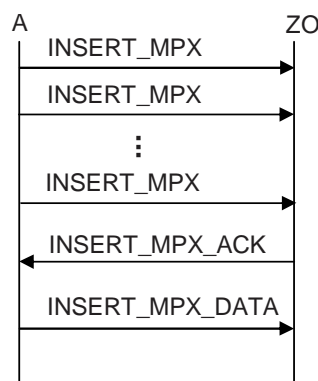 A ZO
INSERT_MPX
INSERT_MPX
⋮
INSERT_MPX
INSERT_MPX_ACK
INSERT_MPX_DATA